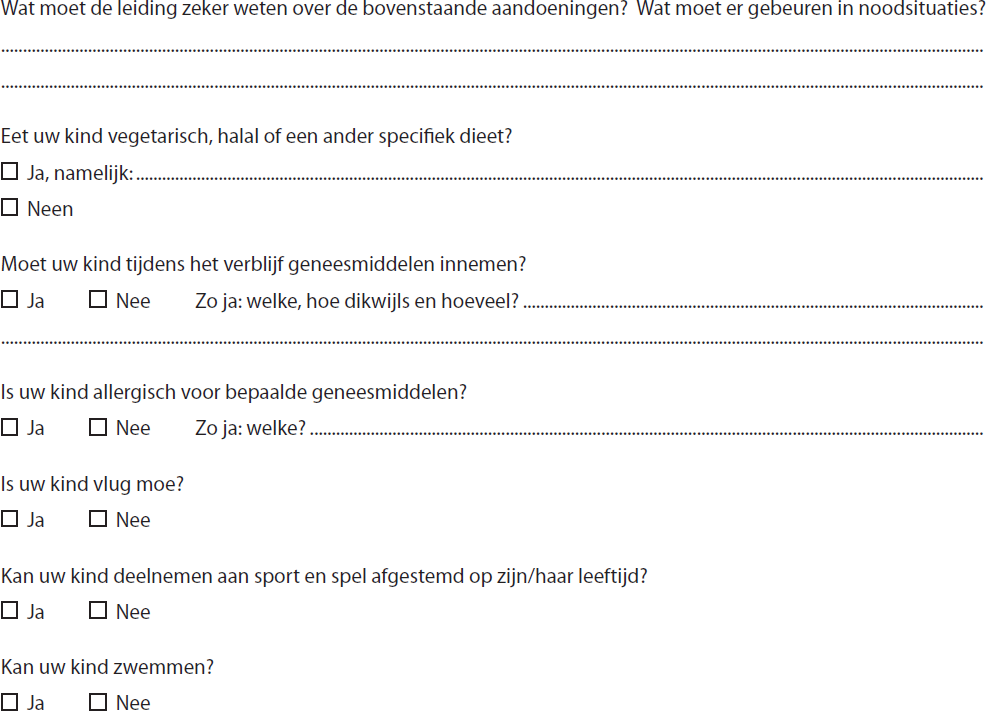 Wat moet de leiding zeker weten over de bovenstaande aandoeningen? Wat moet er gebeuren in noodsituaties?
Eet uw kind vegetarisch, halal of een ander specifiek dieet?
Ja, namelijk:
Neen
Moet uw kind tijdens het verblijf geneesmiddelen innemen?
Ja Nee Zo ja: welke, hoe dikwijls en hoeveel?
Is uw kind allergisch voor bepaalde geneesmiddelen?
Ja Nee Zo ja: welke?
Is uw kind vlug moe?
Ja Nee
Kan uw kind deelnemen aan sport en spel afgestemd op zijn/haar leeftijd?
Ja Nee
Kan uw kind zwemmen?
Ja Nee